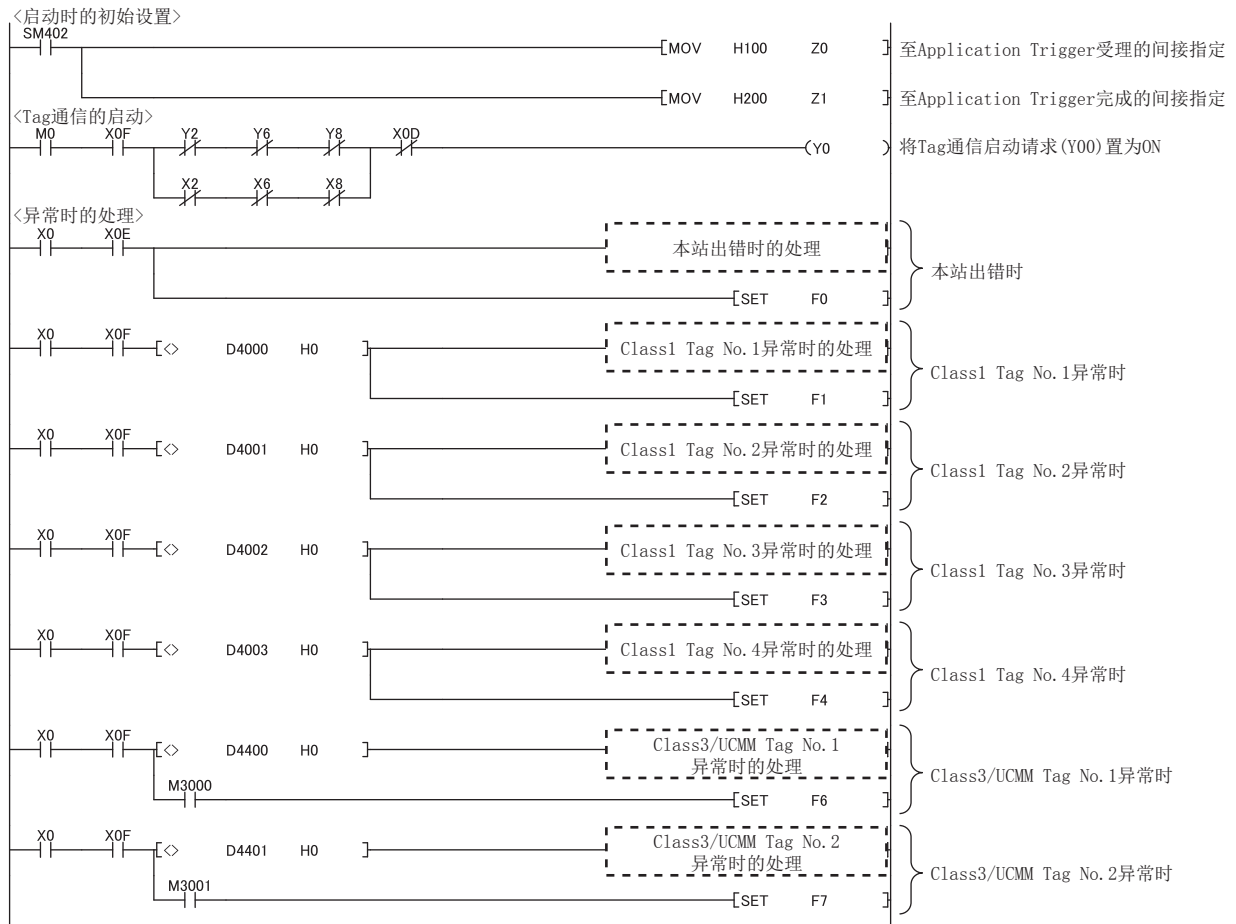 <启动时的初始设置>
SM402
MOV H100 Z0 至Application Trigger受理的间接指定
MOV H200 Z1 至Application Trigger完成的间接指定
<Tag通信的启动>
M0 X0F Y2 Y6 Y8 X0D
Y0 将Tag通信启动请求(Y00)置为ON
X2 X6 X8
<异常时的处理>
X0 X0E
本站出错时的处理
本站出错时
SET F0
X0 X0F
<> D4000 H0 Class1 Tag No.1异常时的处理
Class1 Tag No.1异常时
SET F1
X0 X0F
<> D4001 H0 Class1 Tag No.2异常时的处理
Class1 Tag No.2异常时
SET F2
X0 X0F
<> D4002 H0 Class1 Tag No.3异常时的处理
Class1 Tag No.3异常时
SET F3
X0 X0F
<> D4003 H0 Class1 Tag No.4异常时的处理
Class1 Tag No.4异常时
SET F4
X0 X0F
<> D4400 H0 Class3/UCMM Tag No.1
异常时的处理
Class3/UCMM Tag No.1异常时
M3000
SET F6
X0 X0F
<> D4401 H0 Class3/UCMM Tag No.2
异常时的处理
Class3/UCMM Tag No.2异常时
M3001
SET F7